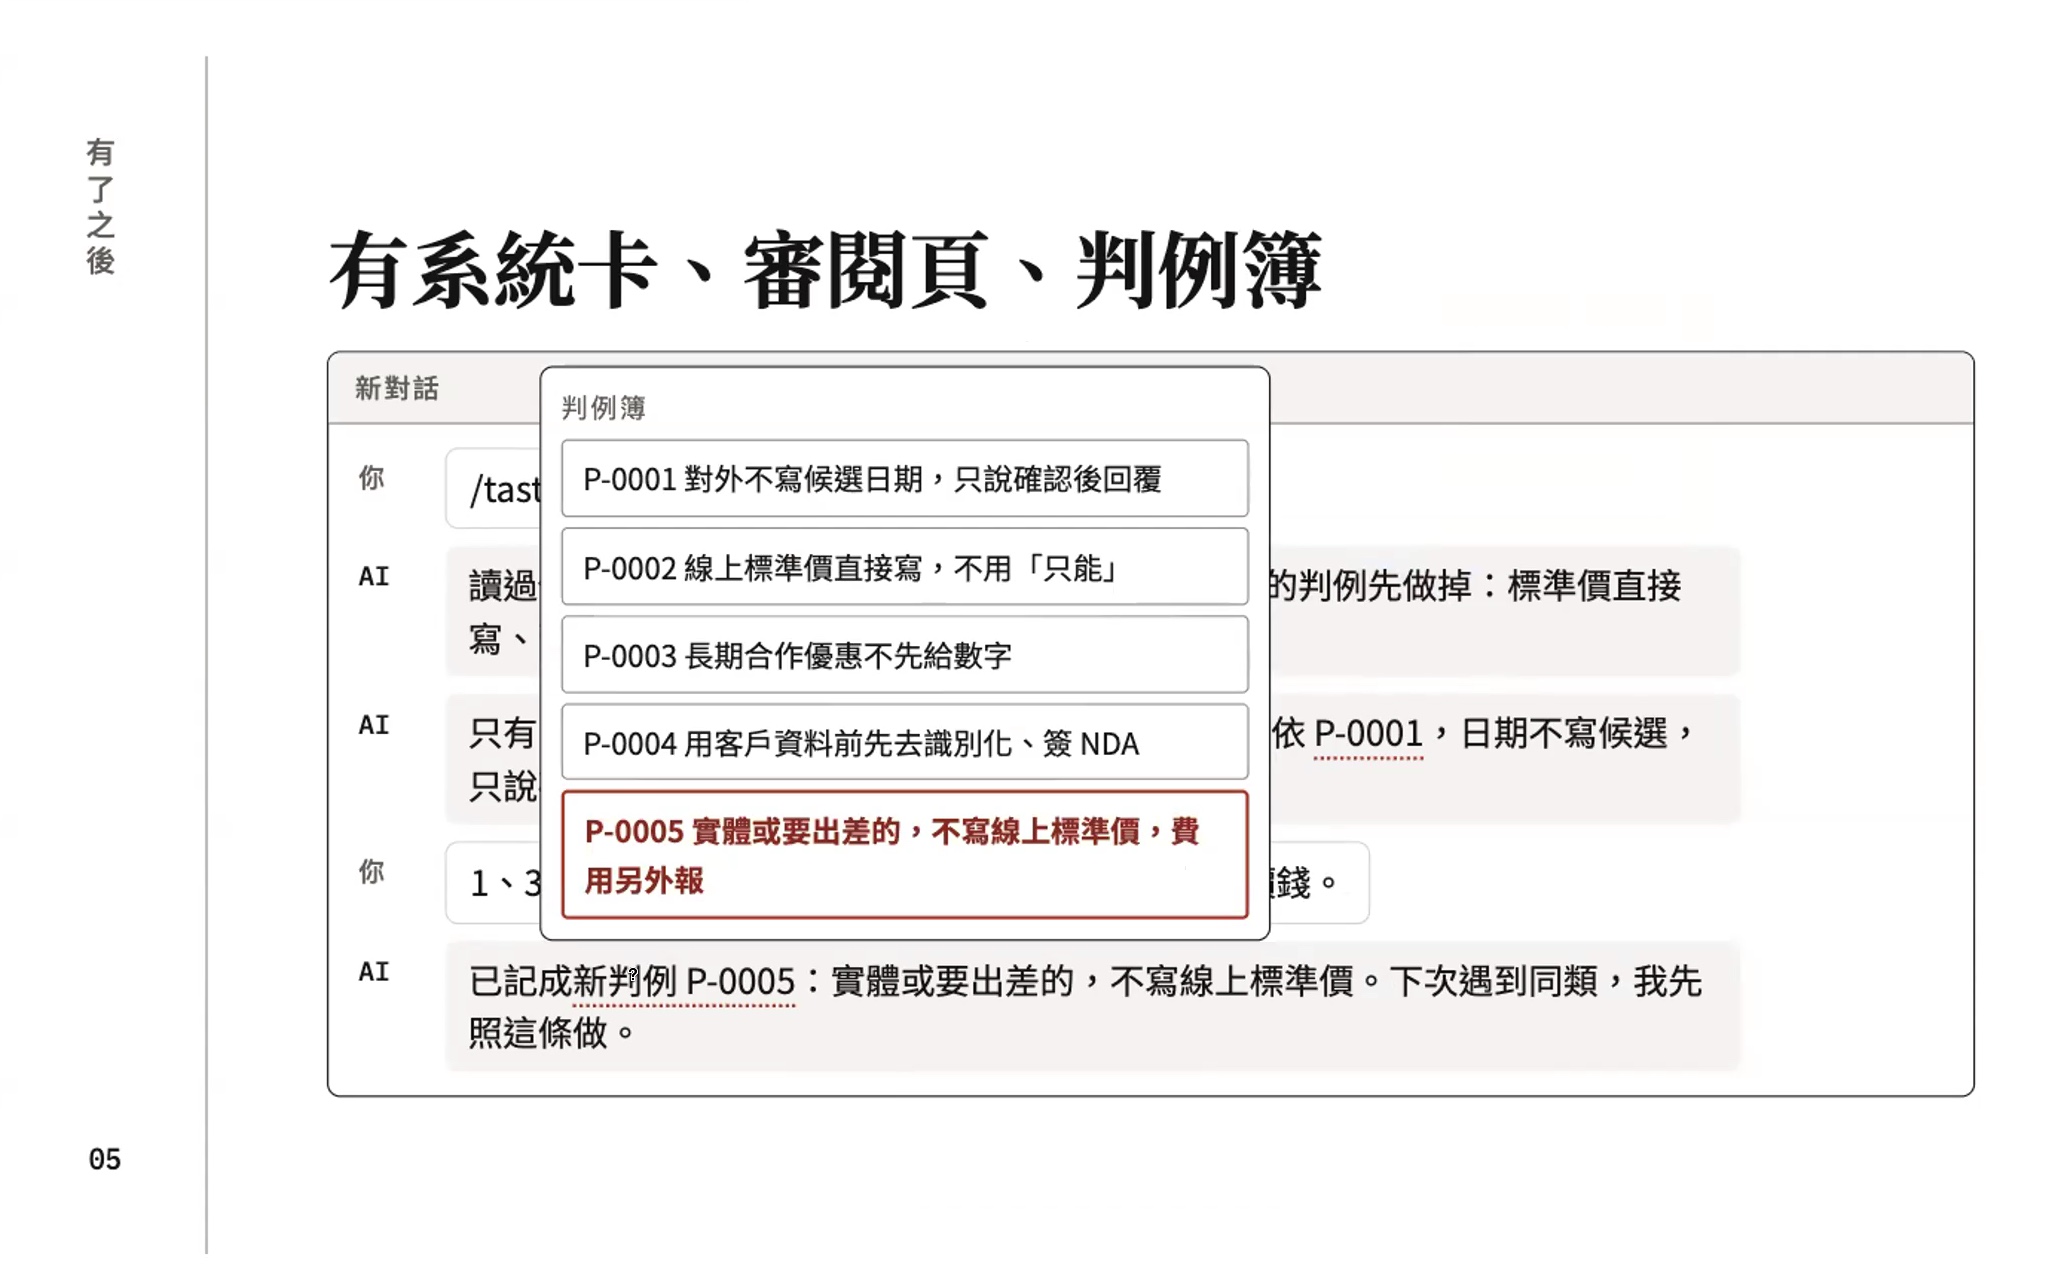 有了之後
有系統卡、審閱頁、判例簿
新對話
判例簿
P-0001 對外不寫候選日期，只說確認後回覆
P-0002 線上標準價直接寫，不用「只能」
P-0003 長期合作優惠不先給數字
P-0004 用客戶資料前先去識別化、簽 NDA
P-0005 實體或要出差的，不寫線上標準價，費
用另外報
你
/tast
AI
讀過 的判例先做掉：標準價直接
寫、
AI
只有 依 P-0001，日期不寫候選，
只說
你
1、3 錢。
AI
已記成新判例 P-0005：實體或要出差的，不寫線上標準價。下次遇到同類，我先
照這條做。
05